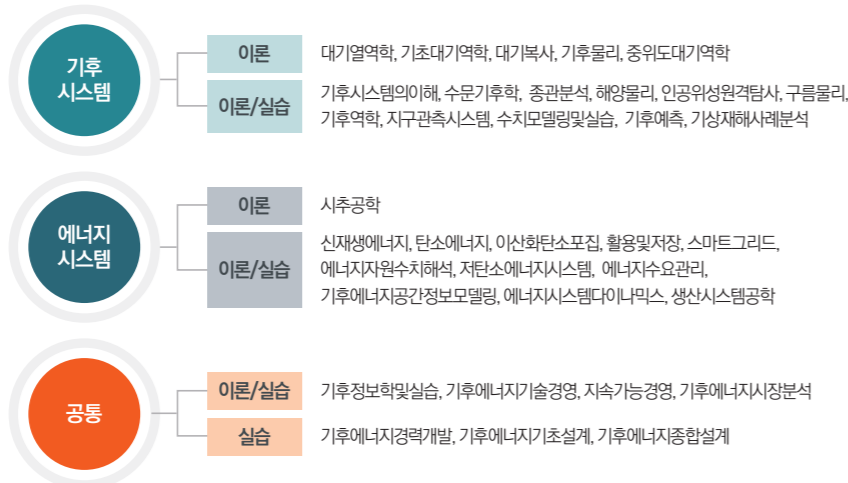 기후
시스템
이론
대기열역학, 기초대기역학, 대기복사, 기후물리, 중위도대기역학
이론/실습
기후시스템의이해, 수문기후학, 종관분석, 해양물리, 인공위성원격탐사, 구름물리,
기후역학, 지구관측시스템, 수치모델링및실습, 기후예측, 기상재해사례분석
에너지
시스템
이론
시추공학
이론/실습
신재생에너지, 탄소에너지, 이산화탄소포집, 활용및저장, 스마트그리드,
에너지자원수치해석, 저탄소에너지시스템, 에너지수요관리,
기후에너지공간정보모델링, 에너지시스템다이나믹스, 생산시스템공학
공통
이론/실습
기후정보학및실습, 기후에너지기술경영, 지속가능경영, 기후에너지시장분석
실습
기후에너지경력개발, 기후에너지기초설계, 기후에너지종합설계